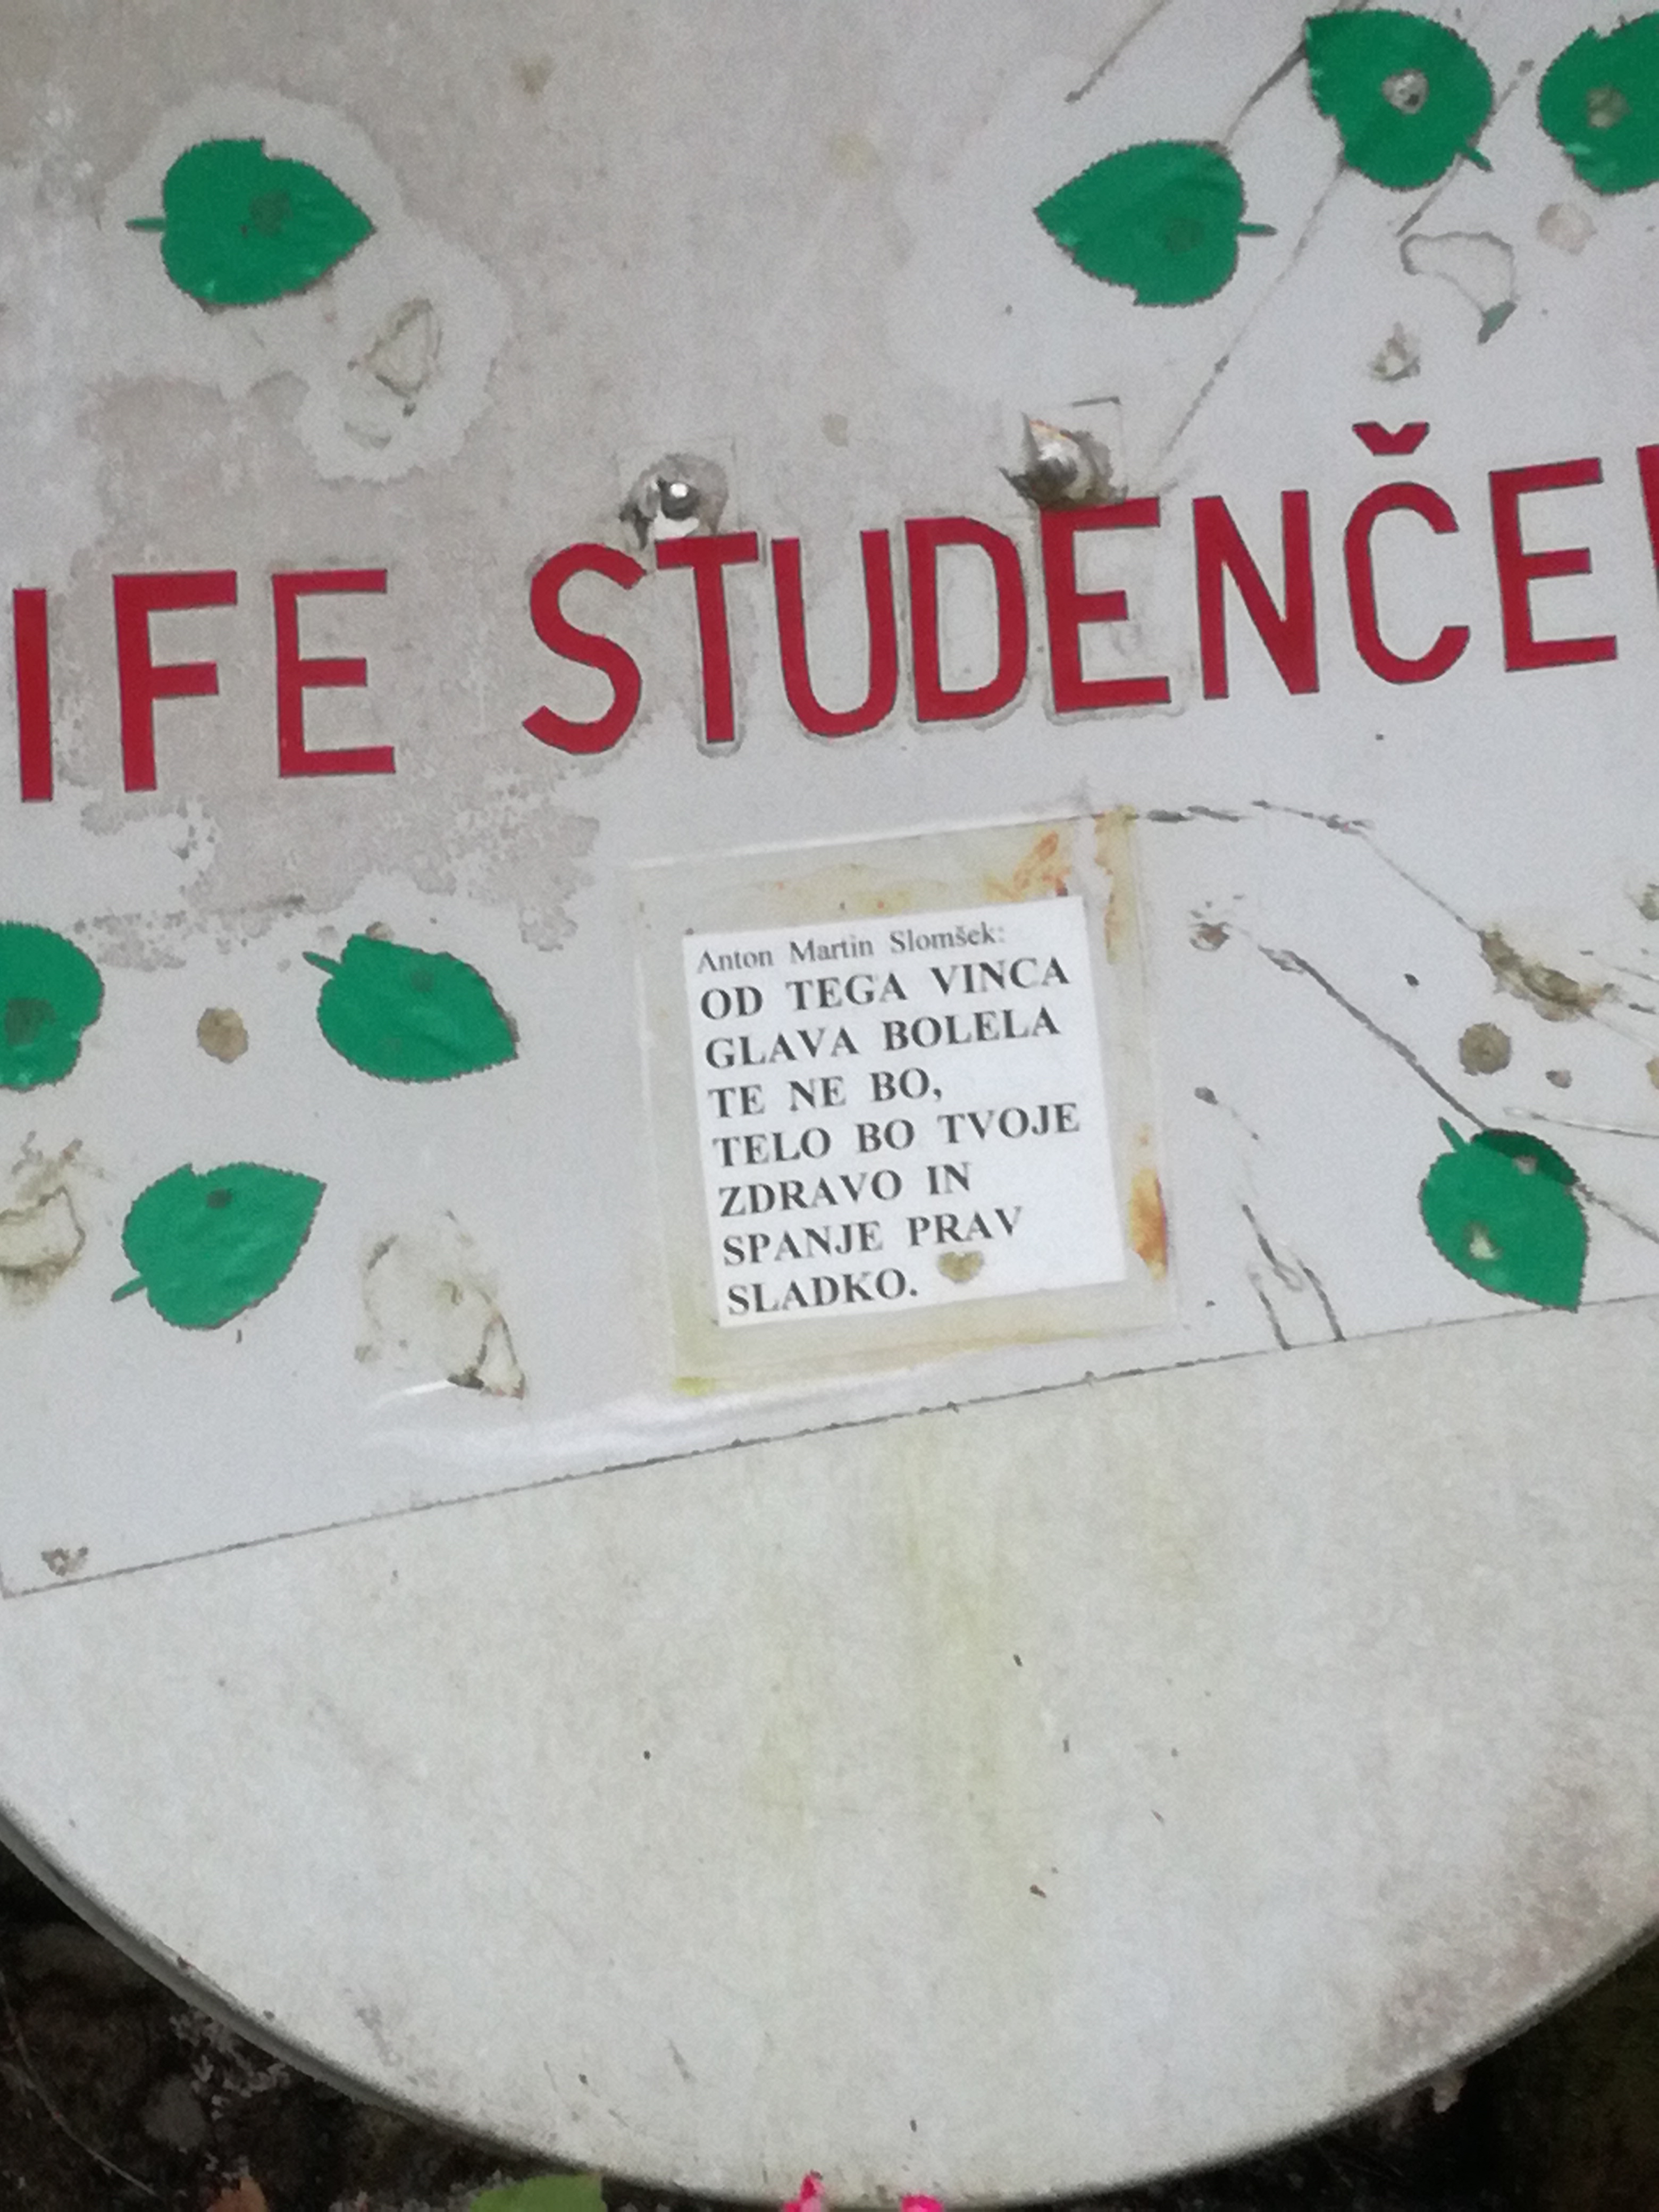 IFE STUDENČE
Anton Martin Slomšek:
OD TEGA VINCA
GLAVA BOLELA
TE NE BO,
TELO BO TVOJE
ZDRAVO IN
SPANJE PRAV
SLADKO.